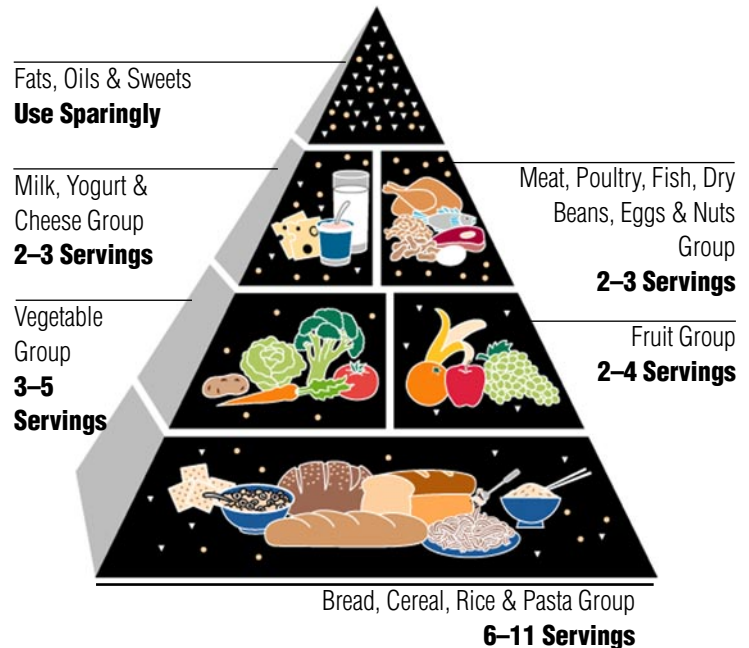 Fats, Oils & Sweets
Use Sparingly
Milk, Yogurt &
Cheese Group
2–3 Servings
Meat, Poultry, Fish, Dry
Beans, Eggs & Nuts
Group
2–3 Servings
Vegetable
Group
3–5
Servings
Fruit Group
2–4 Servings
Bread, Cereal, Rice & Pasta Group
6–11 Servings